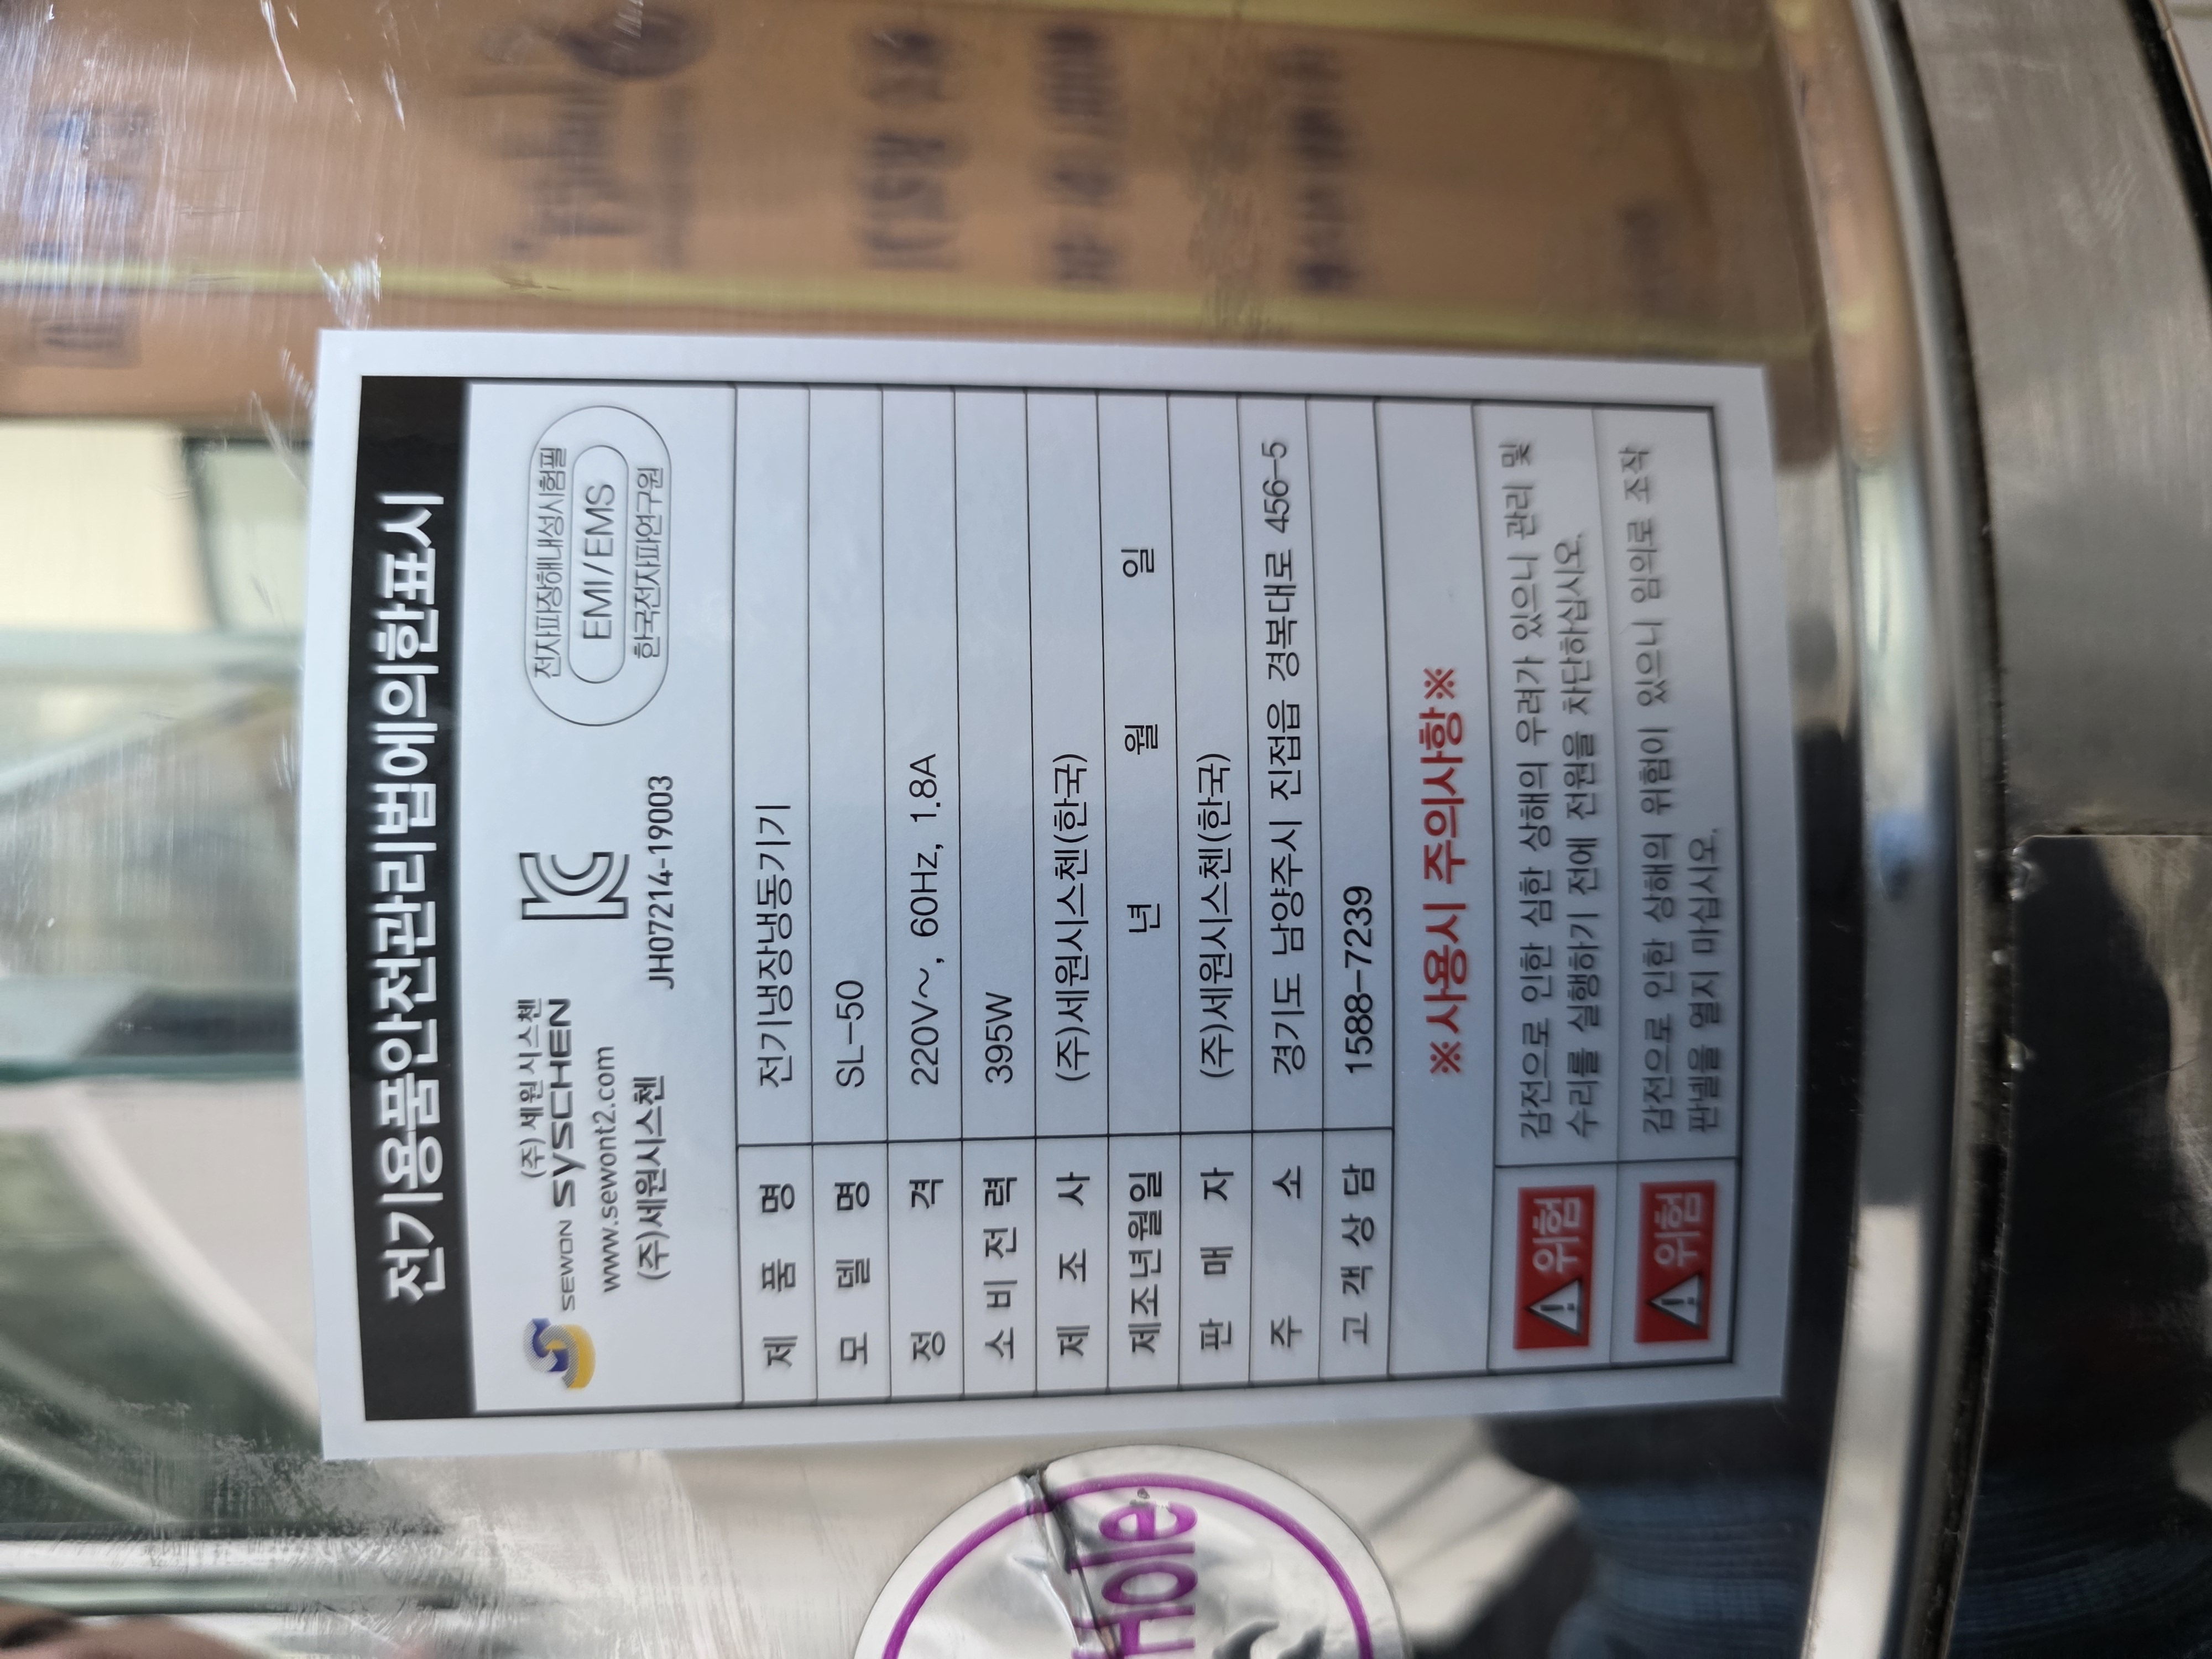 전기용품안전관리법에의한표시
(주) 세원시스첸
SEWON SYSCHEN
www.sewont2.com
(주)세원시스첸
JH07214-19003
전자파장해내성시험필
EMI/EMS
한국전자파연구원
제 품 명 전기냉장냉동기기
모 델 명 SL-50
정 격 220V~, 60Hz, 1.8A
소비전력 395W
제 조 사 (주)세원시스첸(한국)
제조년월일 년 월 일
판 매 자 (주)세원시스첸(한국)
주 소 경기도 남양주시 진접읍 경복대로 456-5
고객상담 1588-7239
※사용시 주의사항※
위험 감전으로 인한 심한 상해의 우려가 있으니 관리 및
수리를 실행하기 전에 전원을 차단하십시오.
위험 감전으로 인한 상해의 위험이 있으니 임의로 조작
판넬을 열지 마십시오.
Hole